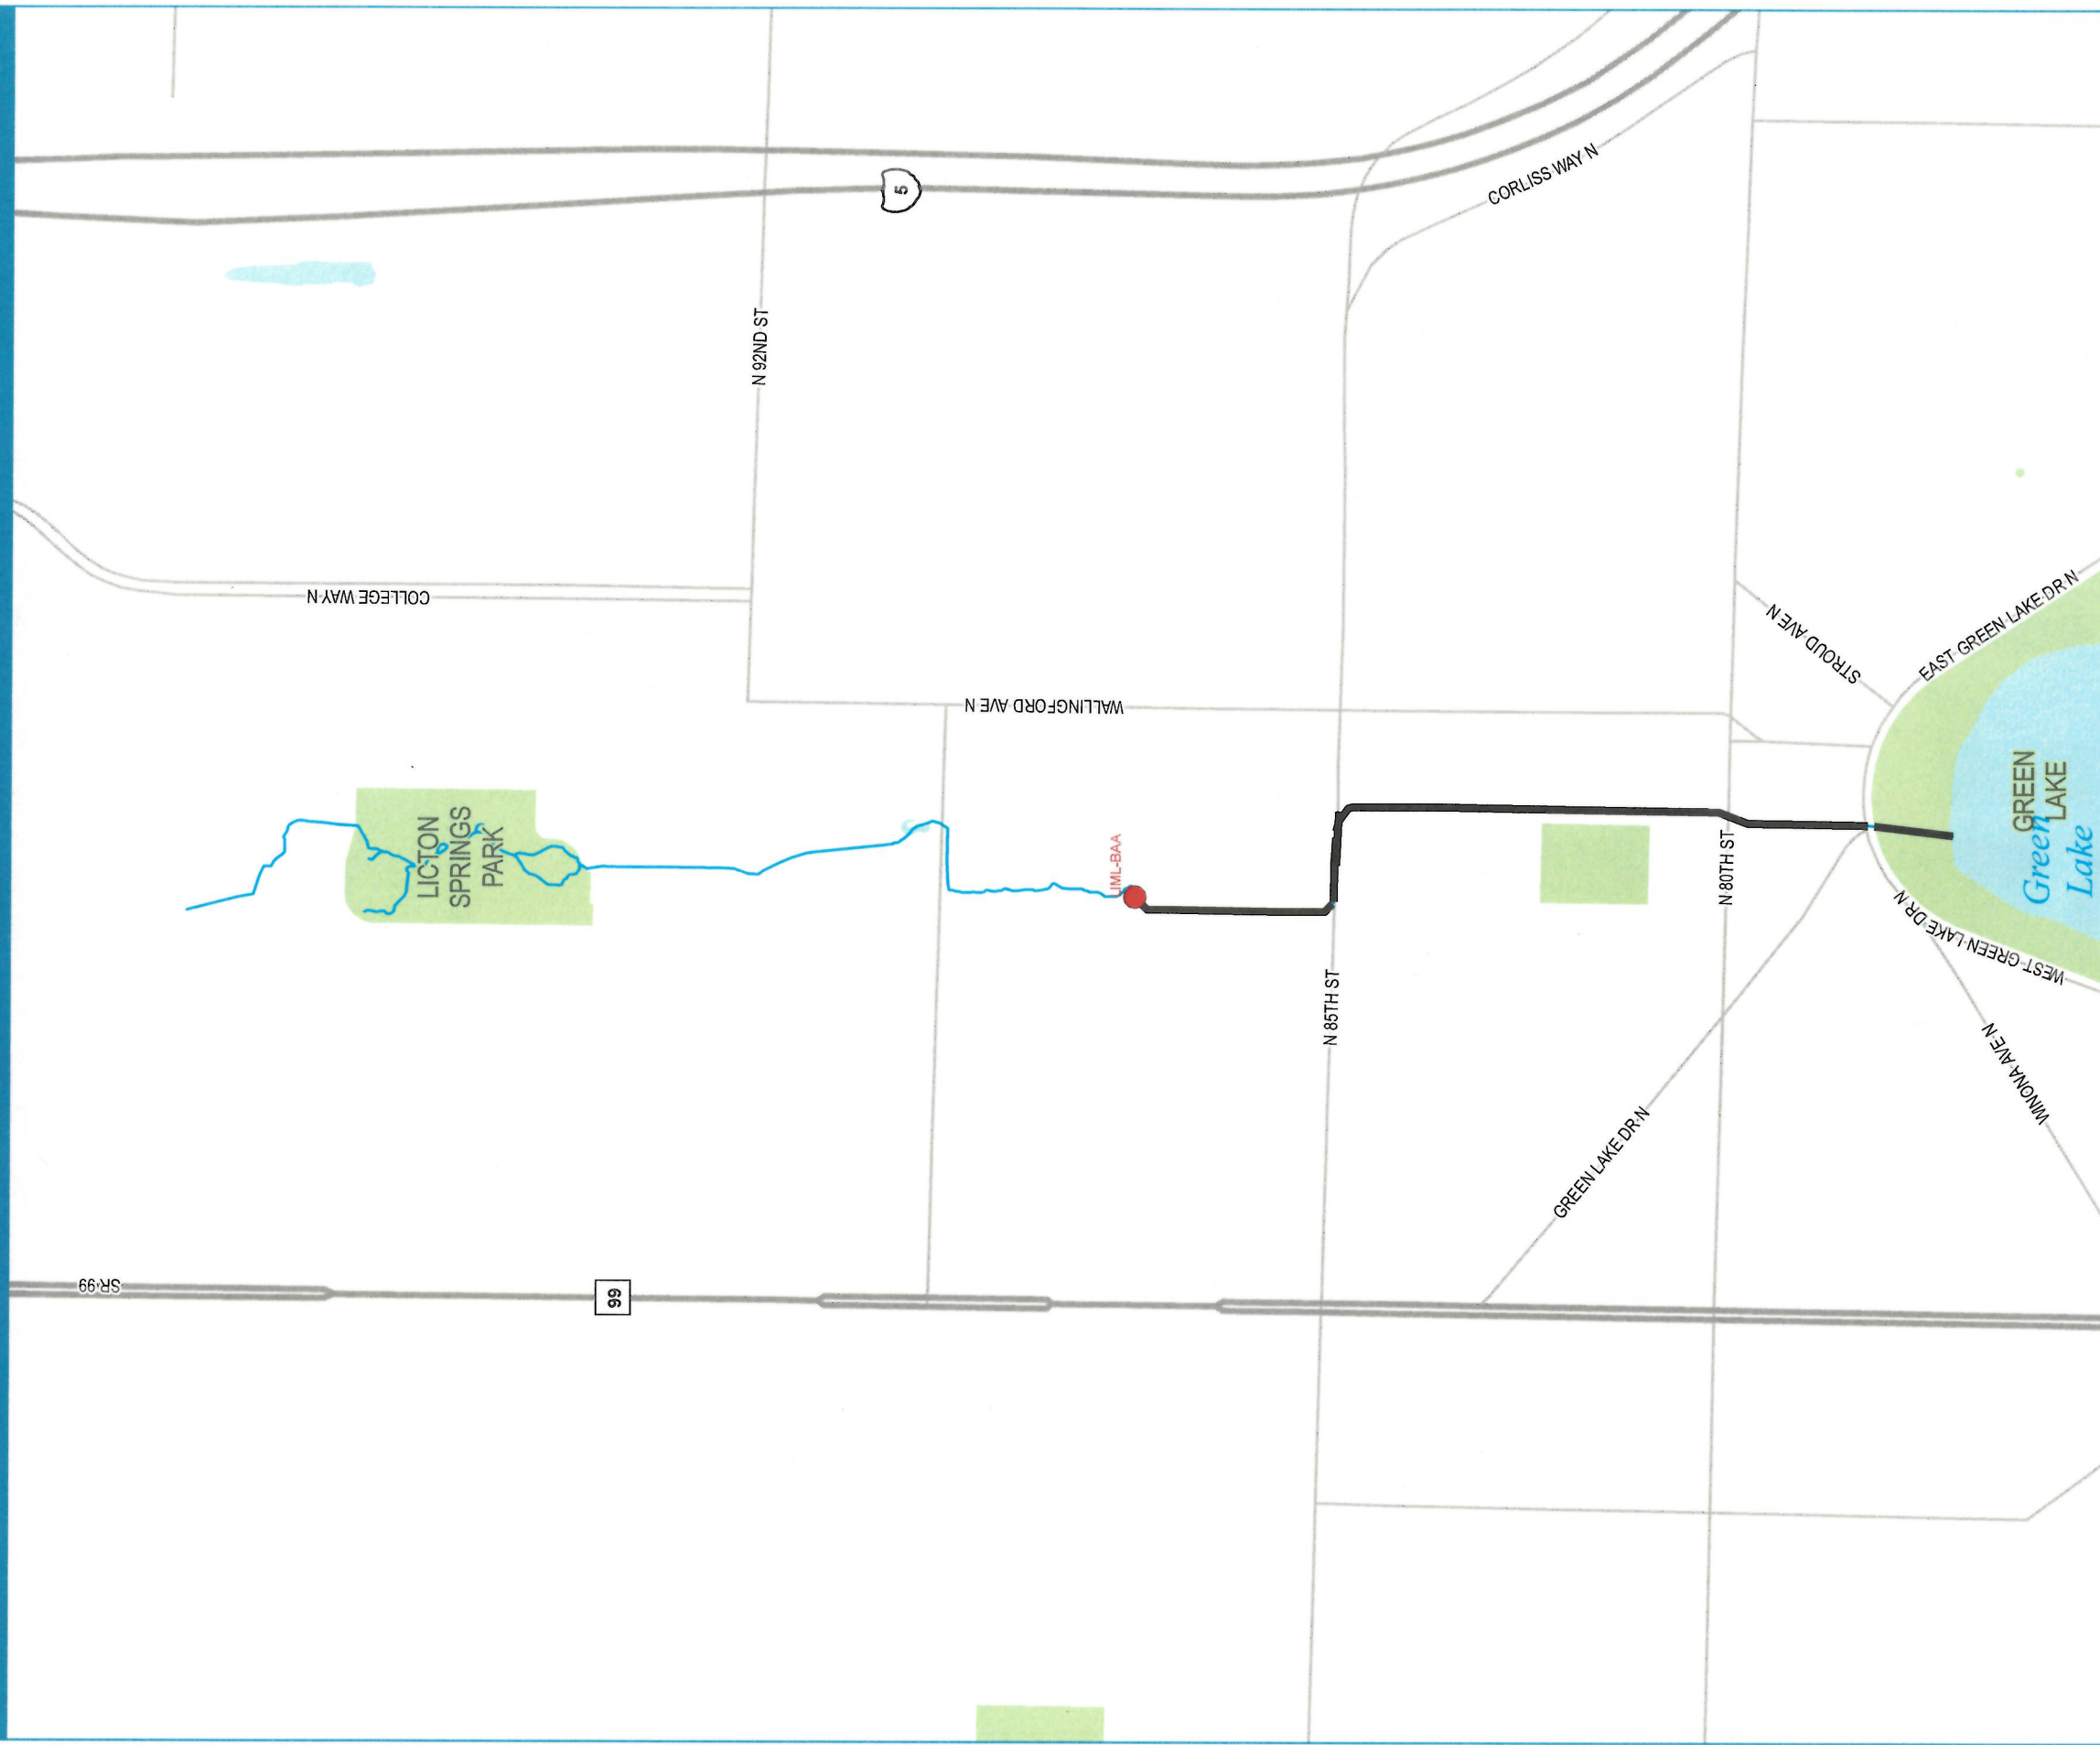 5
CORLISS WAY N
N 92ND ST
COLLEGE WAY N
STROUD AVE N
EAST GREEN LAKE DR N
WALLINGFORD AVE N
LICTON
SPRINGS
PARK
IML-BAA
GREEN
LAKE
Green
Lake
N 80TH ST
WEST GREEN LAKE DR N
N 85TH ST
WINONA AVE N
GREEN LAKE DR N
SR-99
99